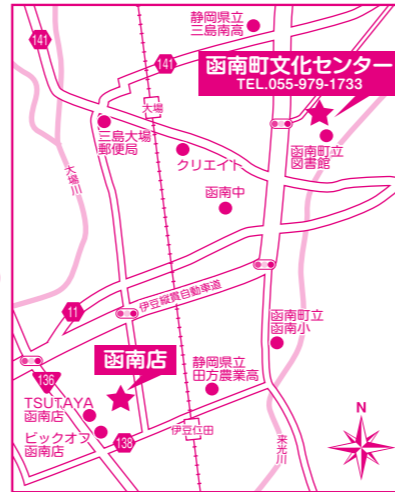 静岡県立
三島南高
141
141
函南町文化センター
TEL.055-979-1733
大場
三島大場
郵便局
クリエイト
函南町立
図書館
大場川
函南中
伊豆縦貫自動車道
11
函南町立
函南小
函南店
静岡県立
田方農業高
136
TSUTAYA
函南店
ビックオフ
函南店
138
伊豆仁田
来光川
N